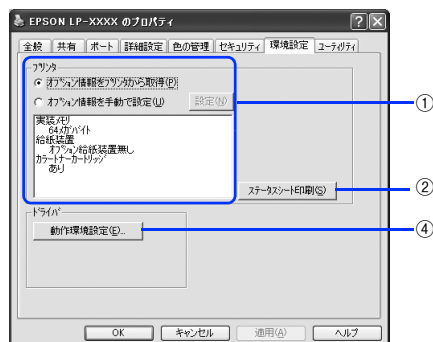 EPSON LP-XXXX のプロパティ
全般 共有 ポート 詳細設定 色の管理 セキュリティ 環境設定 ユーティリティ
プリンタ
オプション情報をプリンタから取得(P)
オプション情報を手動で設定(U) 設定(N)
①
実装メモリ
64メガバイト
給紙装置
オプション給紙装置無し
カラートナーカートリッジ
あり
ステータスシート印刷(S)
②
ドライバ
動作環境設定(E)...
④
OK キャンセル 適用(A) ヘルプ